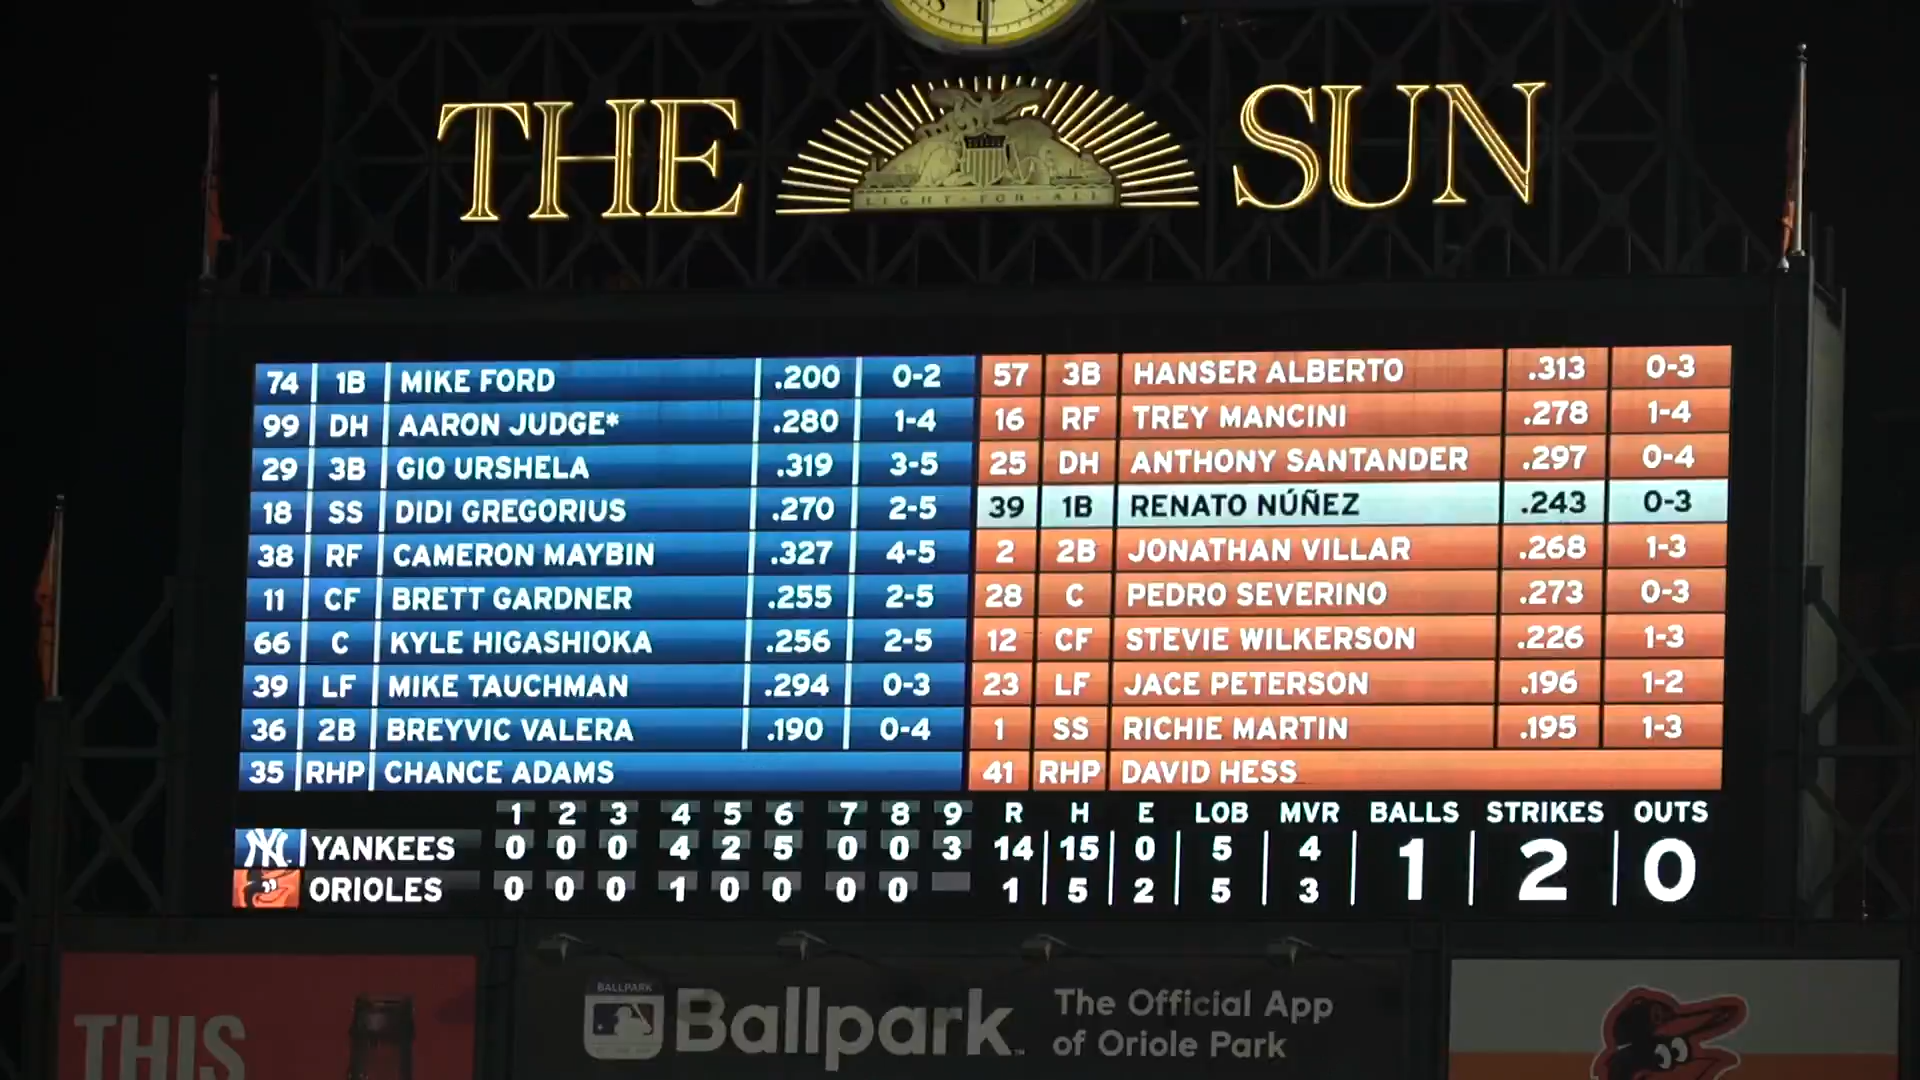 THE SUN
LIGHT · FOR · ALL
74 1B MIKE FORD .200 0-2 57 3B HANSER ALBERTO .313 0-3
99 DH AARON JUDGE* .280 1-4 16 RF TREY MANCINI .278 1-4
29 3B GIO URSHELA .319 3-5 25 DH ANTHONY SANTANDER .297 0-4
18 SS DIDI GREGORIUS .270 2-5 39 1B RENATO NÚÑEZ .243 0-3
38 RF CAMERON MAYBIN .327 4-5 2 2B JONATHAN VILLAR .268 1-3
11 CF BRETT GARDNER .255 2-5 28 C PEDRO SEVERINO .273 0-3
66 C KYLE HIGASHIOKA .256 2-5 12 CF STEVIE WILKERSON .226 1-3
39 LF MIKE TAUCHMAN .294 0-3 23 LF JACE PETERSON .196 1-2
36 2B BREYVIC VALERA .190 0-4 1 SS RICHIE MARTIN .195 1-3
35 RHP CHANCE ADAMS 41 RHP DAVID HESS
1 2 3 4 5 6 7 8 9 R H E LOB MVR BALLS STRIKES OUTS
NY YANKEES 0 0 0 4 2 5 0 0 3 14 15 0 5 4 1 2 0
ORIOLES 0 0 0 1 0 0 0 0 1 5 2 5 3
THIS
BALLPARK
Ballpark™
The Official App
of Oriole Park